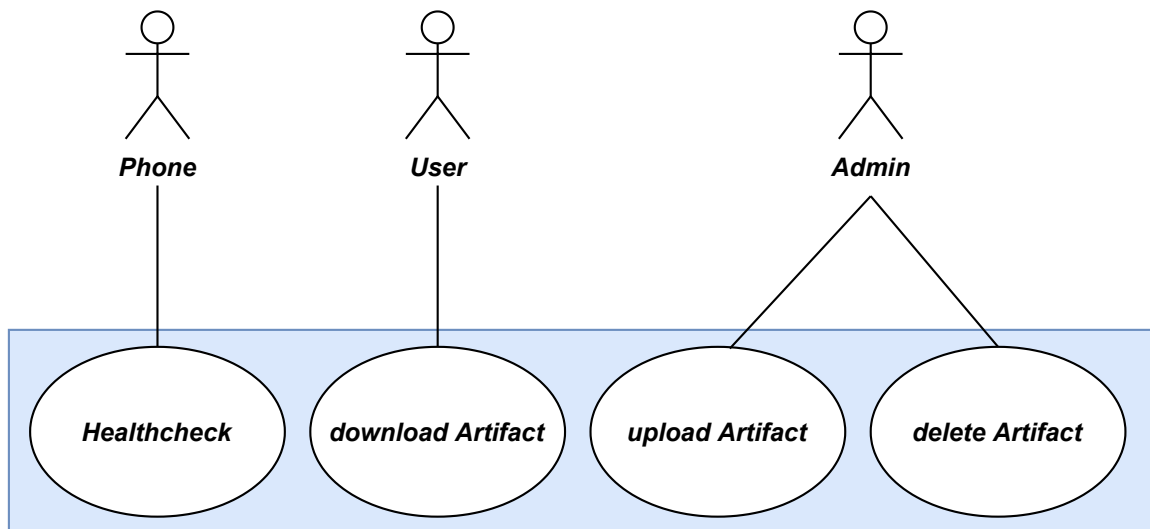 Phone
User
Admin
Healthcheck
download Artifact
upload Artifact
delete Artifact